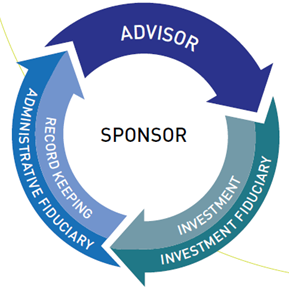 ADVISOR
SPONSOR
RECORD KEEPING
ADMINISTRATIVE FIDUCIARY
INVESTMENT
INVESTMENT FIDUCIARY